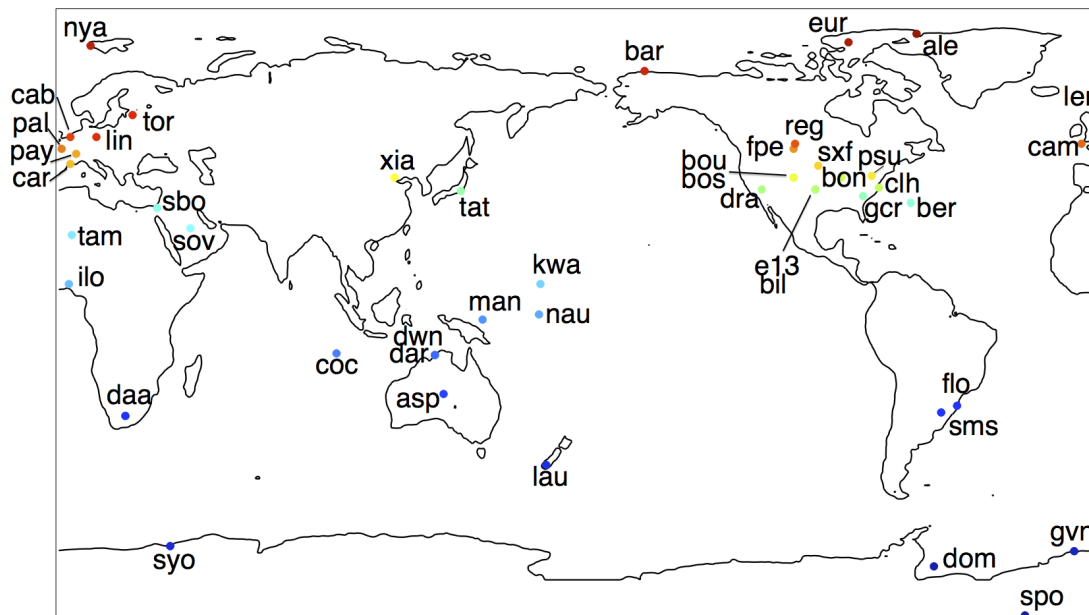 nya
eur
ale
bar
cab
ler
pal
tor
reg
lin
fpe
cam
pay
sxf
psu
xia
bou
bon
car
clh
bos
sbo
tat
dra
gcr
ber
tam
sov
e13
kwa
ilo
bil
man
nau
dwn
coc
dar
daa
asp
flo
sms
lau
gvn
syo
dom
spo